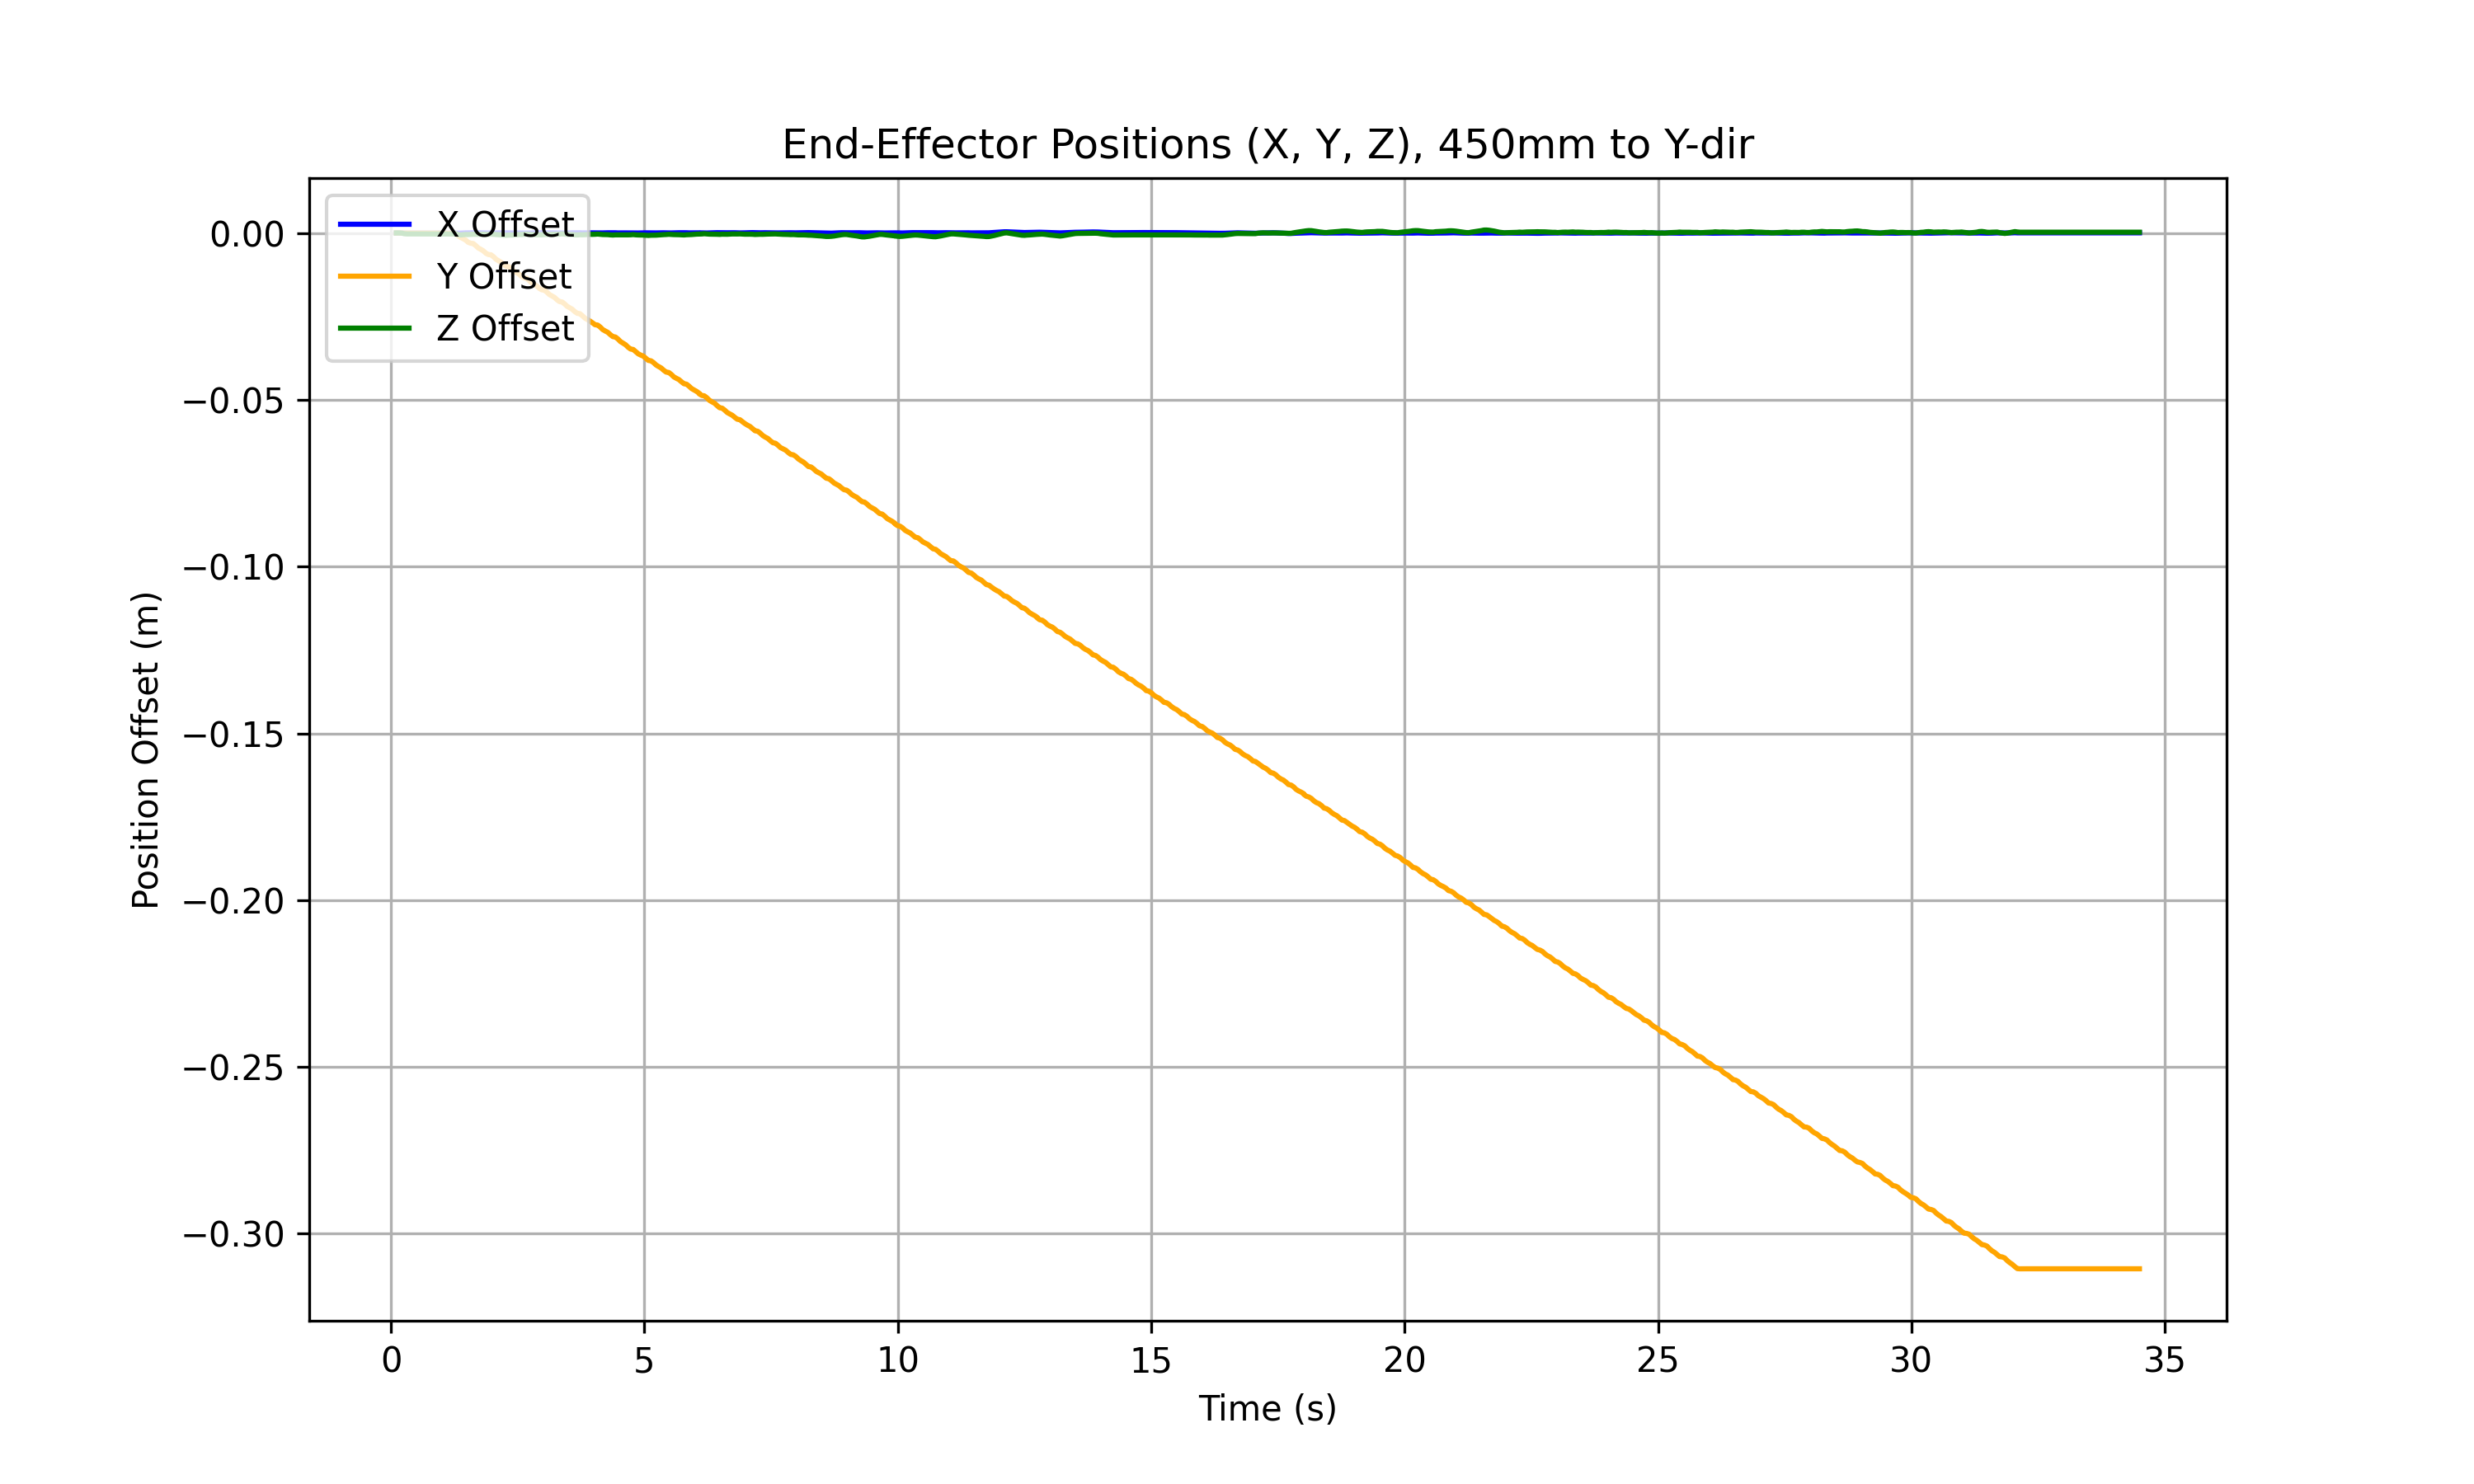 End-Effector Positions (X, Y, Z), 450mm to Y-dir
X Offset
Y Offset
Z Offset
0.00
−0.05
−0.10
−0.15
−0.20
−0.25
−0.30
Position Offset (m)
0 5 10 15 20 25 30 35
Time (s)